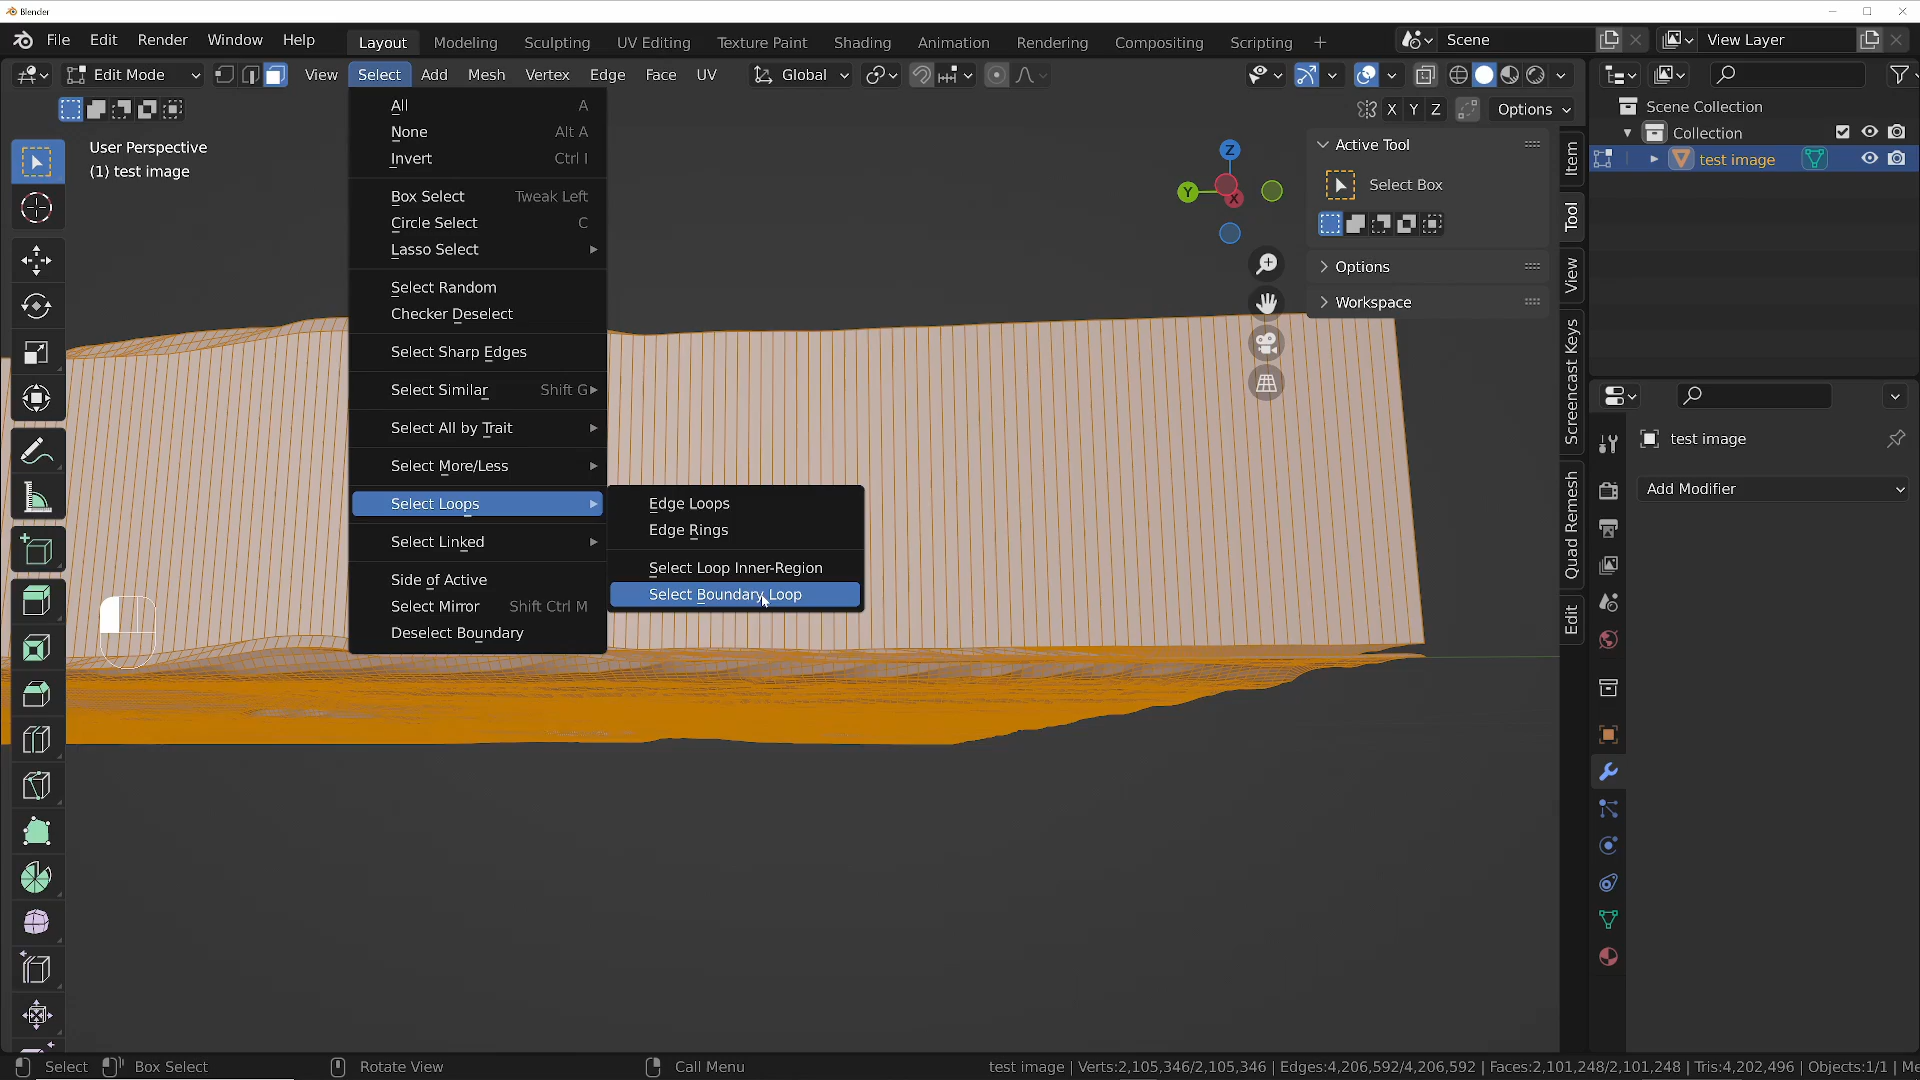 Blender
File Edit Render Window Help Layout Modeling Sculpting UV Editing Texture Paint Shading Animation Rendering Compositing Scripting + Scene View Layer
Edit Mode View Select Add Mesh Vertex Edge Face UV Global
X Y Z Options
User Perspective
(1) test image
All A
None Alt A
Invert Ctrl I
Box Select Tweak Left
Circle Select C
Lasso Select
Select Random
Checker Deselect
Select Sharp Edges
Select Similar Shift G
Select All by Trait
Select More/Less
Select Loops
Select Linked
Side of Active
Select Mirror Shift Ctrl M
Deselect Boundary
Edge Loops
Edge Rings
Select Loop Inner-Region
Select Boundary Loop
Z
Y
X
Active Tool
Select Box
Options
Workspace
Item
Tool
View
Screencast Keys
Quad Remesh
Edit
Scene Collection
Collection
test image
test image
Add Modifier
Select Box Select Rotate View Call Menu test image | Verts:2,105,346/2,105,346 | Edges:4,206,592/4,206,592 | Faces:2,101,248/2,101,248 | Tris:4,202,496 | Objects:1/1 | Me